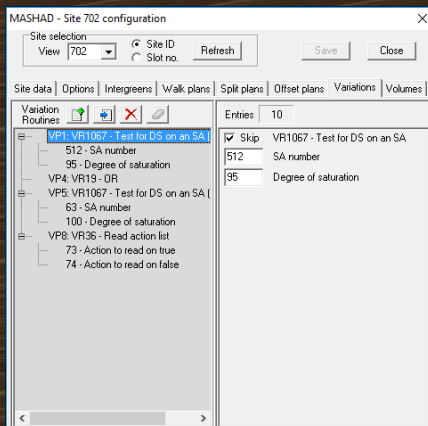 MASHAD - Site 702 configuration
Site selection
View 702 Site ID Slot no. Refresh Save Close
Site data Options Intergreens Walk plans Split plans Offset plans Variations Volumes
Variation Routines
Entries 10
VP1: VR1067 - Test for DS on an SA (
512 - SA number
95 - Degree of saturation
VP4: VR19 - OR
VP5: VR1067 - Test for DS on an SA (
63 - SA number
100 - Degree of saturation
VP8: VR36 - Read action list
73 - Action to read on true
74 - Action to read on false
Skip VR1067 - Test for DS on an SA
512 SA number
95 Degree of saturation